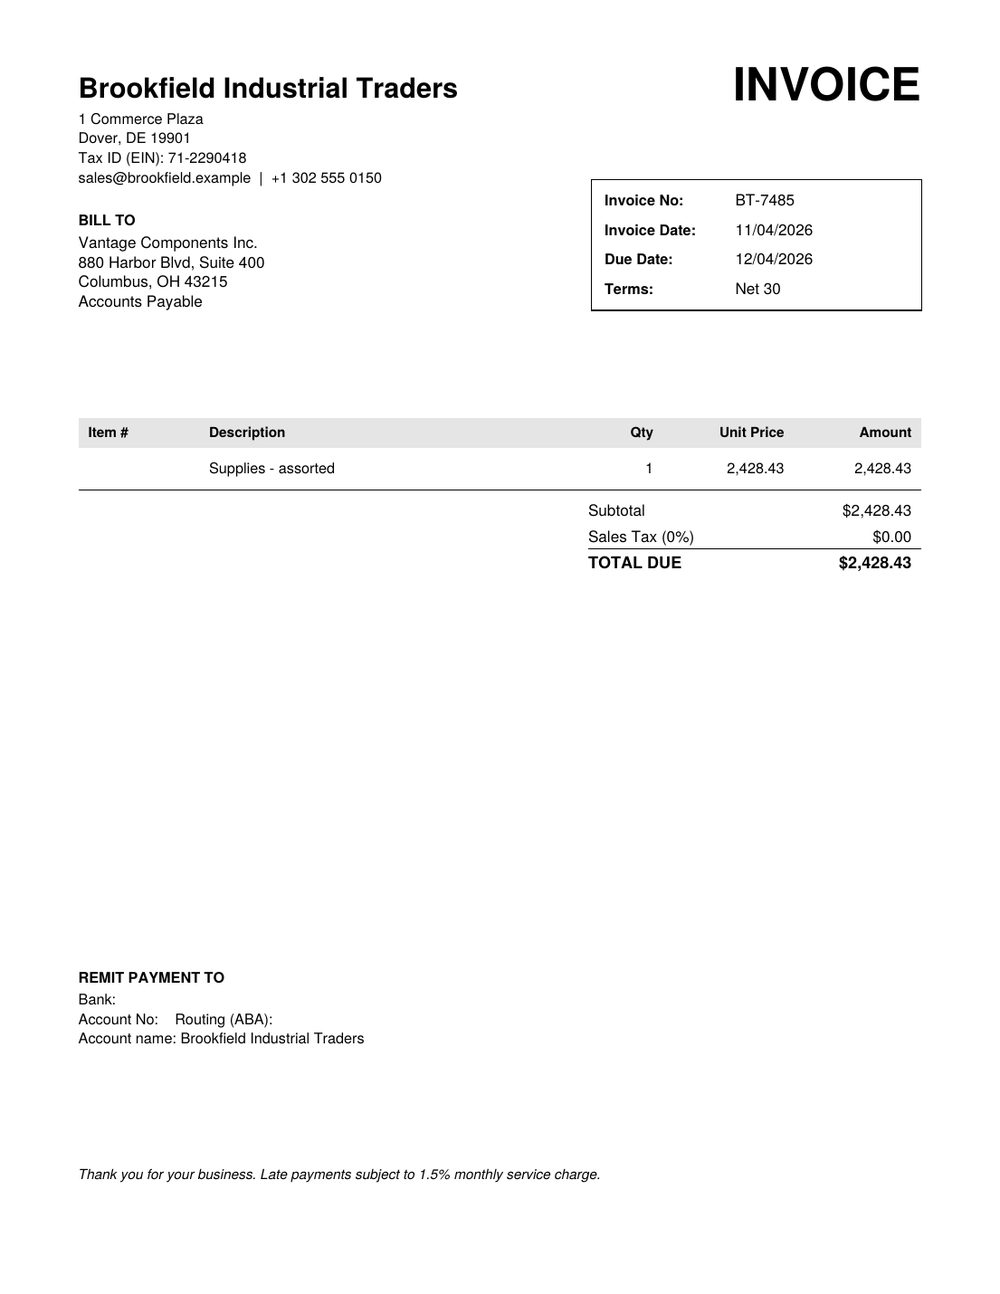 Brookfield Industrial Traders
INVOICE
1 Commerce Plaza
Dover, DE 19901
Tax ID (EIN): 71-2290418
sales@brookfield.example | +1 302 555 0150
Invoice No: BT-7485
Invoice Date: 11/04/2026
Due Date: 12/04/2026
Terms: Net 30
BILL TO
Vantage Components Inc.
880 Harbor Blvd, Suite 400
Columbus, OH 43215
Accounts Payable
Item # Description Qty Unit Price Amount
Supplies - assorted 1 2,428.43 2,428.43
Subtotal $2,428.43
Sales Tax (0%) $0.00
TOTAL DUE $2,428.43
REMIT PAYMENT TO
Bank:
Account No: Routing (ABA):
Account name: Brookfield Industrial Traders
Thank you for your business. Late payments subject to 1.5% monthly service charge.